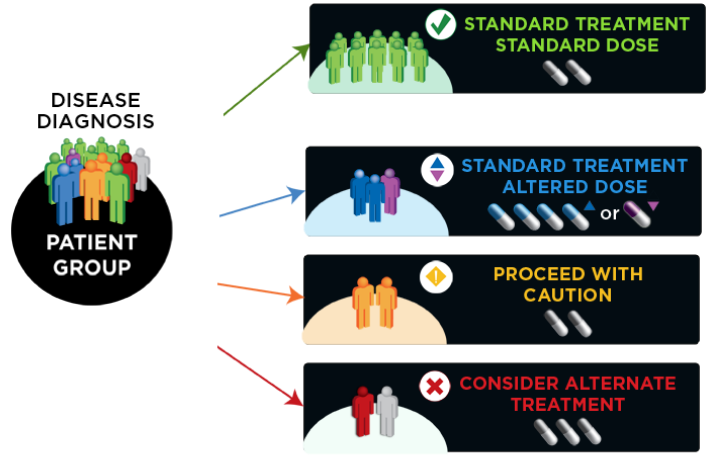 DISEASE
DIAGNOSIS
PATIENT
GROUP
STANDARD TREATMENT
STANDARD DOSE
STANDARD TREATMENT
ALTERED DOSE
or
PROCEED WITH
CAUTION
CONSIDER ALTERNATE
TREATMENT